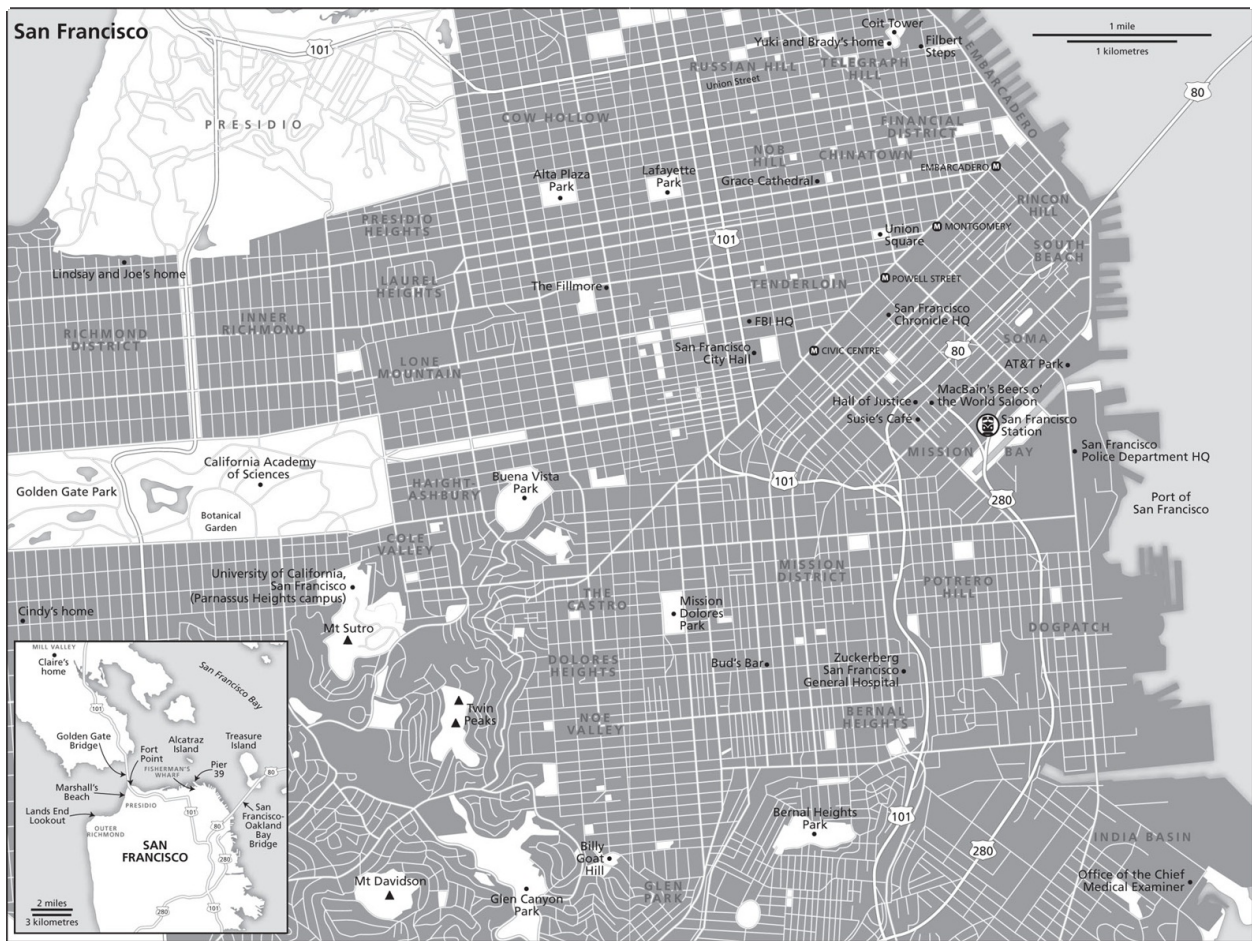 San Francisco
101
PRESIDIO
Coit Tower
Yuki and Brady's home
Filbert
Steps
EMBARCADERO
1 mile
1 kilometres
80
RUSSIAN HILL
Union Street
TELEGRAPH
HILL
COW HOLLOW
FINANCIAL
DISTRICT
NOB
HILL
CHINATOWN
EMBARCADERO M
Alta Plaza
Park
Lafayette
Park
Grace Cathedral
RINCON
HILL
PRESIDIO
HEIGHTS
101
Union
Square
M MONTGOMERY
SOUTH
BEACH
Lindsay and Joe's home
LAUREL
HEIGHTS
The Fillmore
TENDERLOIN
M POWELL STREET
RICHMOND
DISTRICT
INNER
RICHMOND
FBI HQ
San Francisco
Chronicle HQ
LONE
MOUNTAIN
San Francisco
City Hall
M CIVIC CENTRE
80
SOMA
AT&T Park
Hall of Justice
MacBain's Beers o'
the World Saloon
Susie's Café
San Francisco
Station
MISSION
BAY
San Francisco
Police Department HQ
Golden Gate Park
California Academy
of Sciences
Botanical
Garden
HAIGHT-
ASHBURY
Buena Vista
Park
101
280
Port of
San Francisco
COLE
VALLEY
University of California,
San Francisco
(Parnassus Heights campus)
MISSION
DISTRICT
POTRERO
HILL
THE
CASTRO
Mission
Dolores
Park
DOGPATCH
Cindy's home
Mt Sutro
DOLORES
HEIGHTS
Bud's Bar
Zuckerberg
San Francisco
General Hospital
Twin
Peaks
NOE
VALLEY
BERNAL
HEIGHTS
Bernal Heights
Park
101
280
INDIA BASIN
Billy
Goat
Hill
Mt Davidson
Glen Canyon
Park
GLEN
PARK
Office of the Chief
Medical Examiner
MILL VALLEY
Claire's
home
San Francisco Bay
101
Golden Gate
Bridge
Fort
Point
Alcatraz
Island
Treasure
Island
FISHERMAN'S
WHARF
Pier
39
80
Marshall's
Beach
PRESIDIO
Lands End
Lookout
101
80
San
Francisco-
Oakland
Bay
Bridge
OUTER
RICHMOND
SAN
FRANCISCO
280
2 miles
3 kilometres
280
101